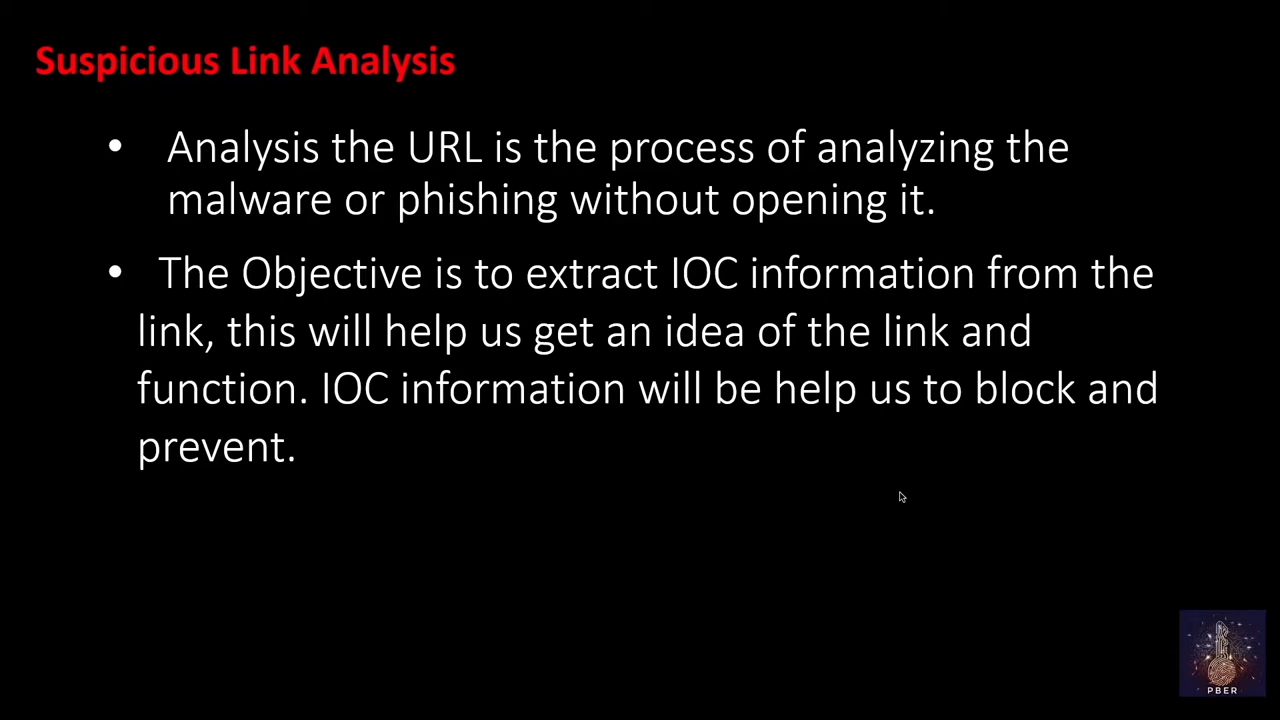 Suspicious Link Analysis
• Analysis the URL is the process of analyzing the
malware or phishing without opening it.
• The Objective is to extract IOC information from the
link, this will help us get an idea of the link and
function. IOC information will be help us to block and
prevent.
PBER